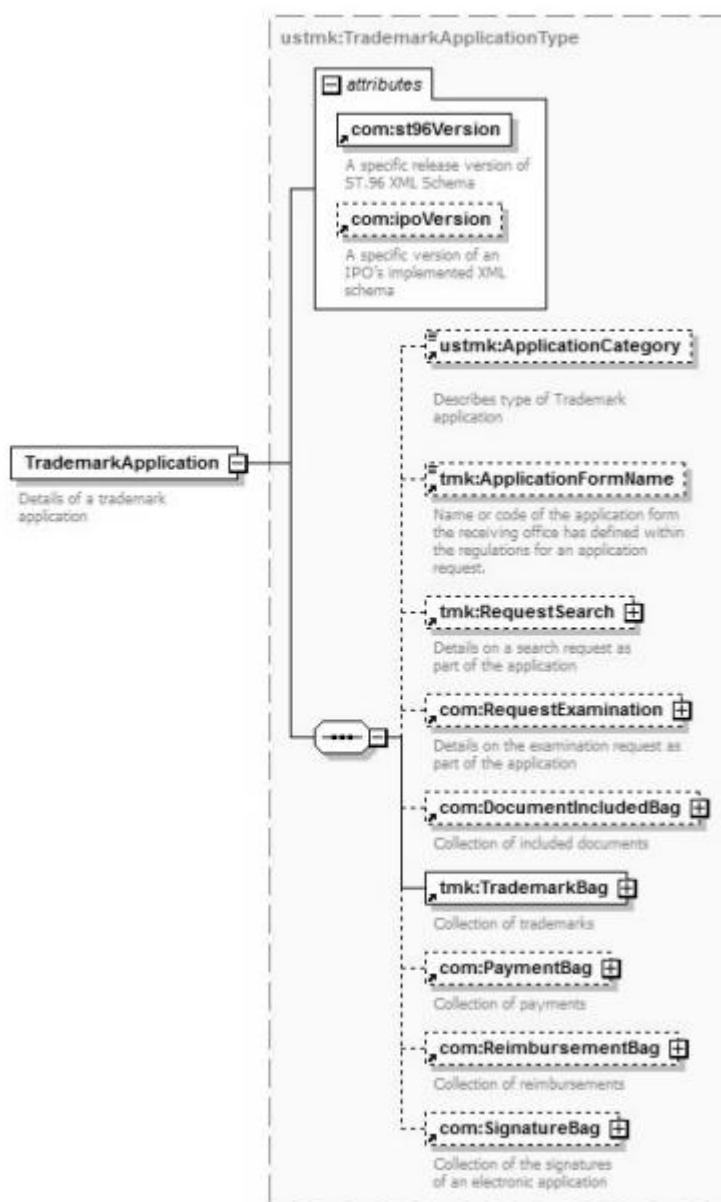 ustmk:TrademarkApplicationType
attributes
com:st96Version
A specific release version of
ST.96 XML Schema
com:ipoVersion
A specific version of an
IPO's implemented XML
schema
ustmk:ApplicationCategory
Describes type of Trademark
application
TrademarkApplication
Details of a trademark
application
tmk:ApplicationFormName
Name or code of the application form
the receiving office has defined within
the regulations for an application
request.
tmk:RequestSearch
Details on a search request as
part of the application
com:RequestExamination
Details on the examination request as
part of the application
com:DocumentIncludedBag
Collection of included documents
tmk:TrademarkBag
Collection of trademarks
com:PaymentBag
Collection of payments
com:ReimbursementBag
Collection of reimbursements
com:SignatureBag
Collection of the signatures
of an electronic application